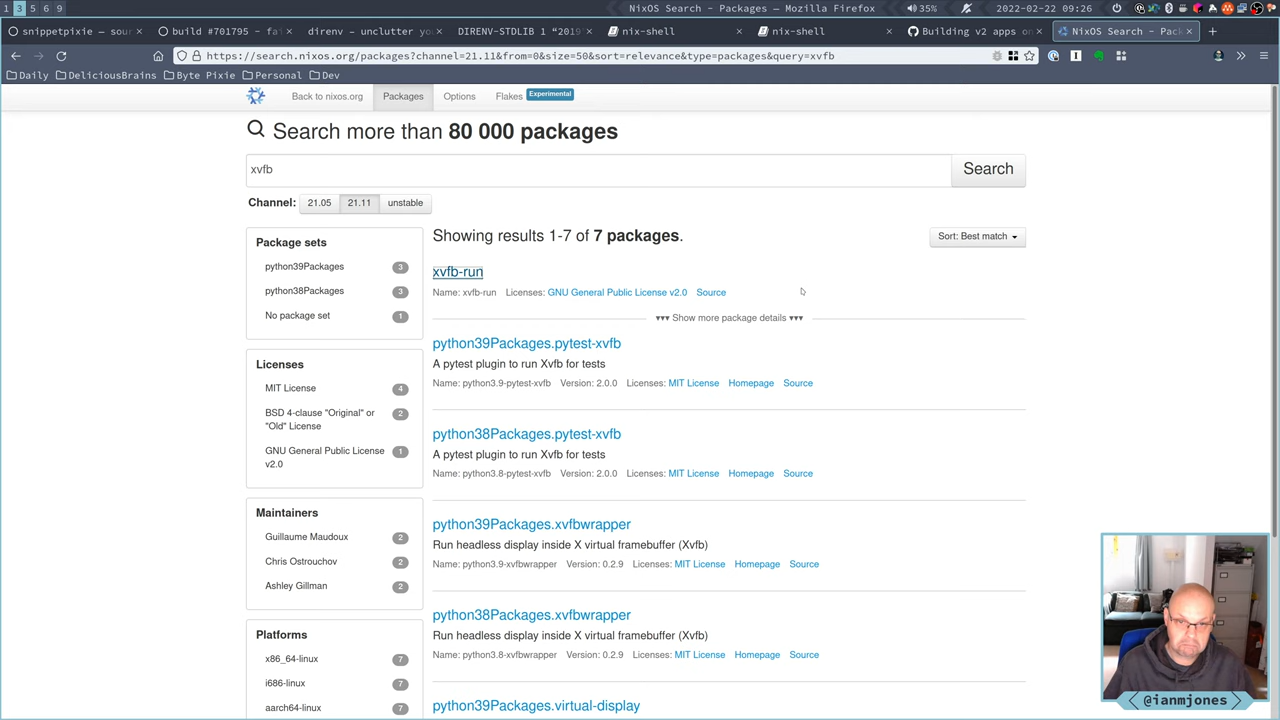 1 3 5 6 9
NixOS Search - Packages — Mozilla Firefox
35%
2022-02-22 09:26
snippetpixie — sour
build #701795 - fai
direnv – unclutter yo
DIRENV-STDLIB 1 "2019
nix-shell
nix-shell
Building v2 apps on
NixOS Search - Pack
https://search.nixos.org/packages?channel=21.11&from=0&size=50&sort=relevance&type=packages&query=xvfb
Daily
DeliciousBrains
Byte Pixie
Personal
Dev
Back to nixos.org
Packages
Options
Flakes
Experimental
Search more than 80 000 packages
xvfb
Search
Channel:
21.05
21.11
unstable
Package sets
python39Packages 3
python38Packages 3
No package set 1
Licenses
MIT License 4
BSD 4-clause "Original" or
"Old" License 2
GNU General Public License
v2.0 1
Maintainers
Guillaume Maudoux 2
Chris Ostrouchov 2
Ashley Gillman 2
Platforms
x86_64-linux 7
i686-linux 7
aarch64-linux 7
Showing results 1-7 of 7 packages.
Sort: Best match
xvfb-run
Name: xvfb-run Licenses: GNU General Public License v2.0 Source
▾▾▾ Show more package details ▾▾▾
python39Packages.pytest-xvfb
A pytest plugin to run Xvfb for tests
Name: python3.9-pytest-xvfb Version: 2.0.0 Licenses: MIT License Homepage Source
python38Packages.pytest-xvfb
A pytest plugin to run Xvfb for tests
Name: python3.8-pytest-xvfb Version: 2.0.0 Licenses: MIT License Homepage Source
python39Packages.xvfbwrapper
Run headless display inside X virtual framebuffer (Xvfb)
Name: python3.9-xvfbwrapper Version: 0.2.9 Licenses: MIT License Homepage Source
python38Packages.xvfbwrapper
Run headless display inside X virtual framebuffer (Xvfb)
Name: python3.8-xvfbwrapper Version: 0.2.9 Licenses: MIT License Homepage Source
python39Packages.virtual-display
@ianmjones